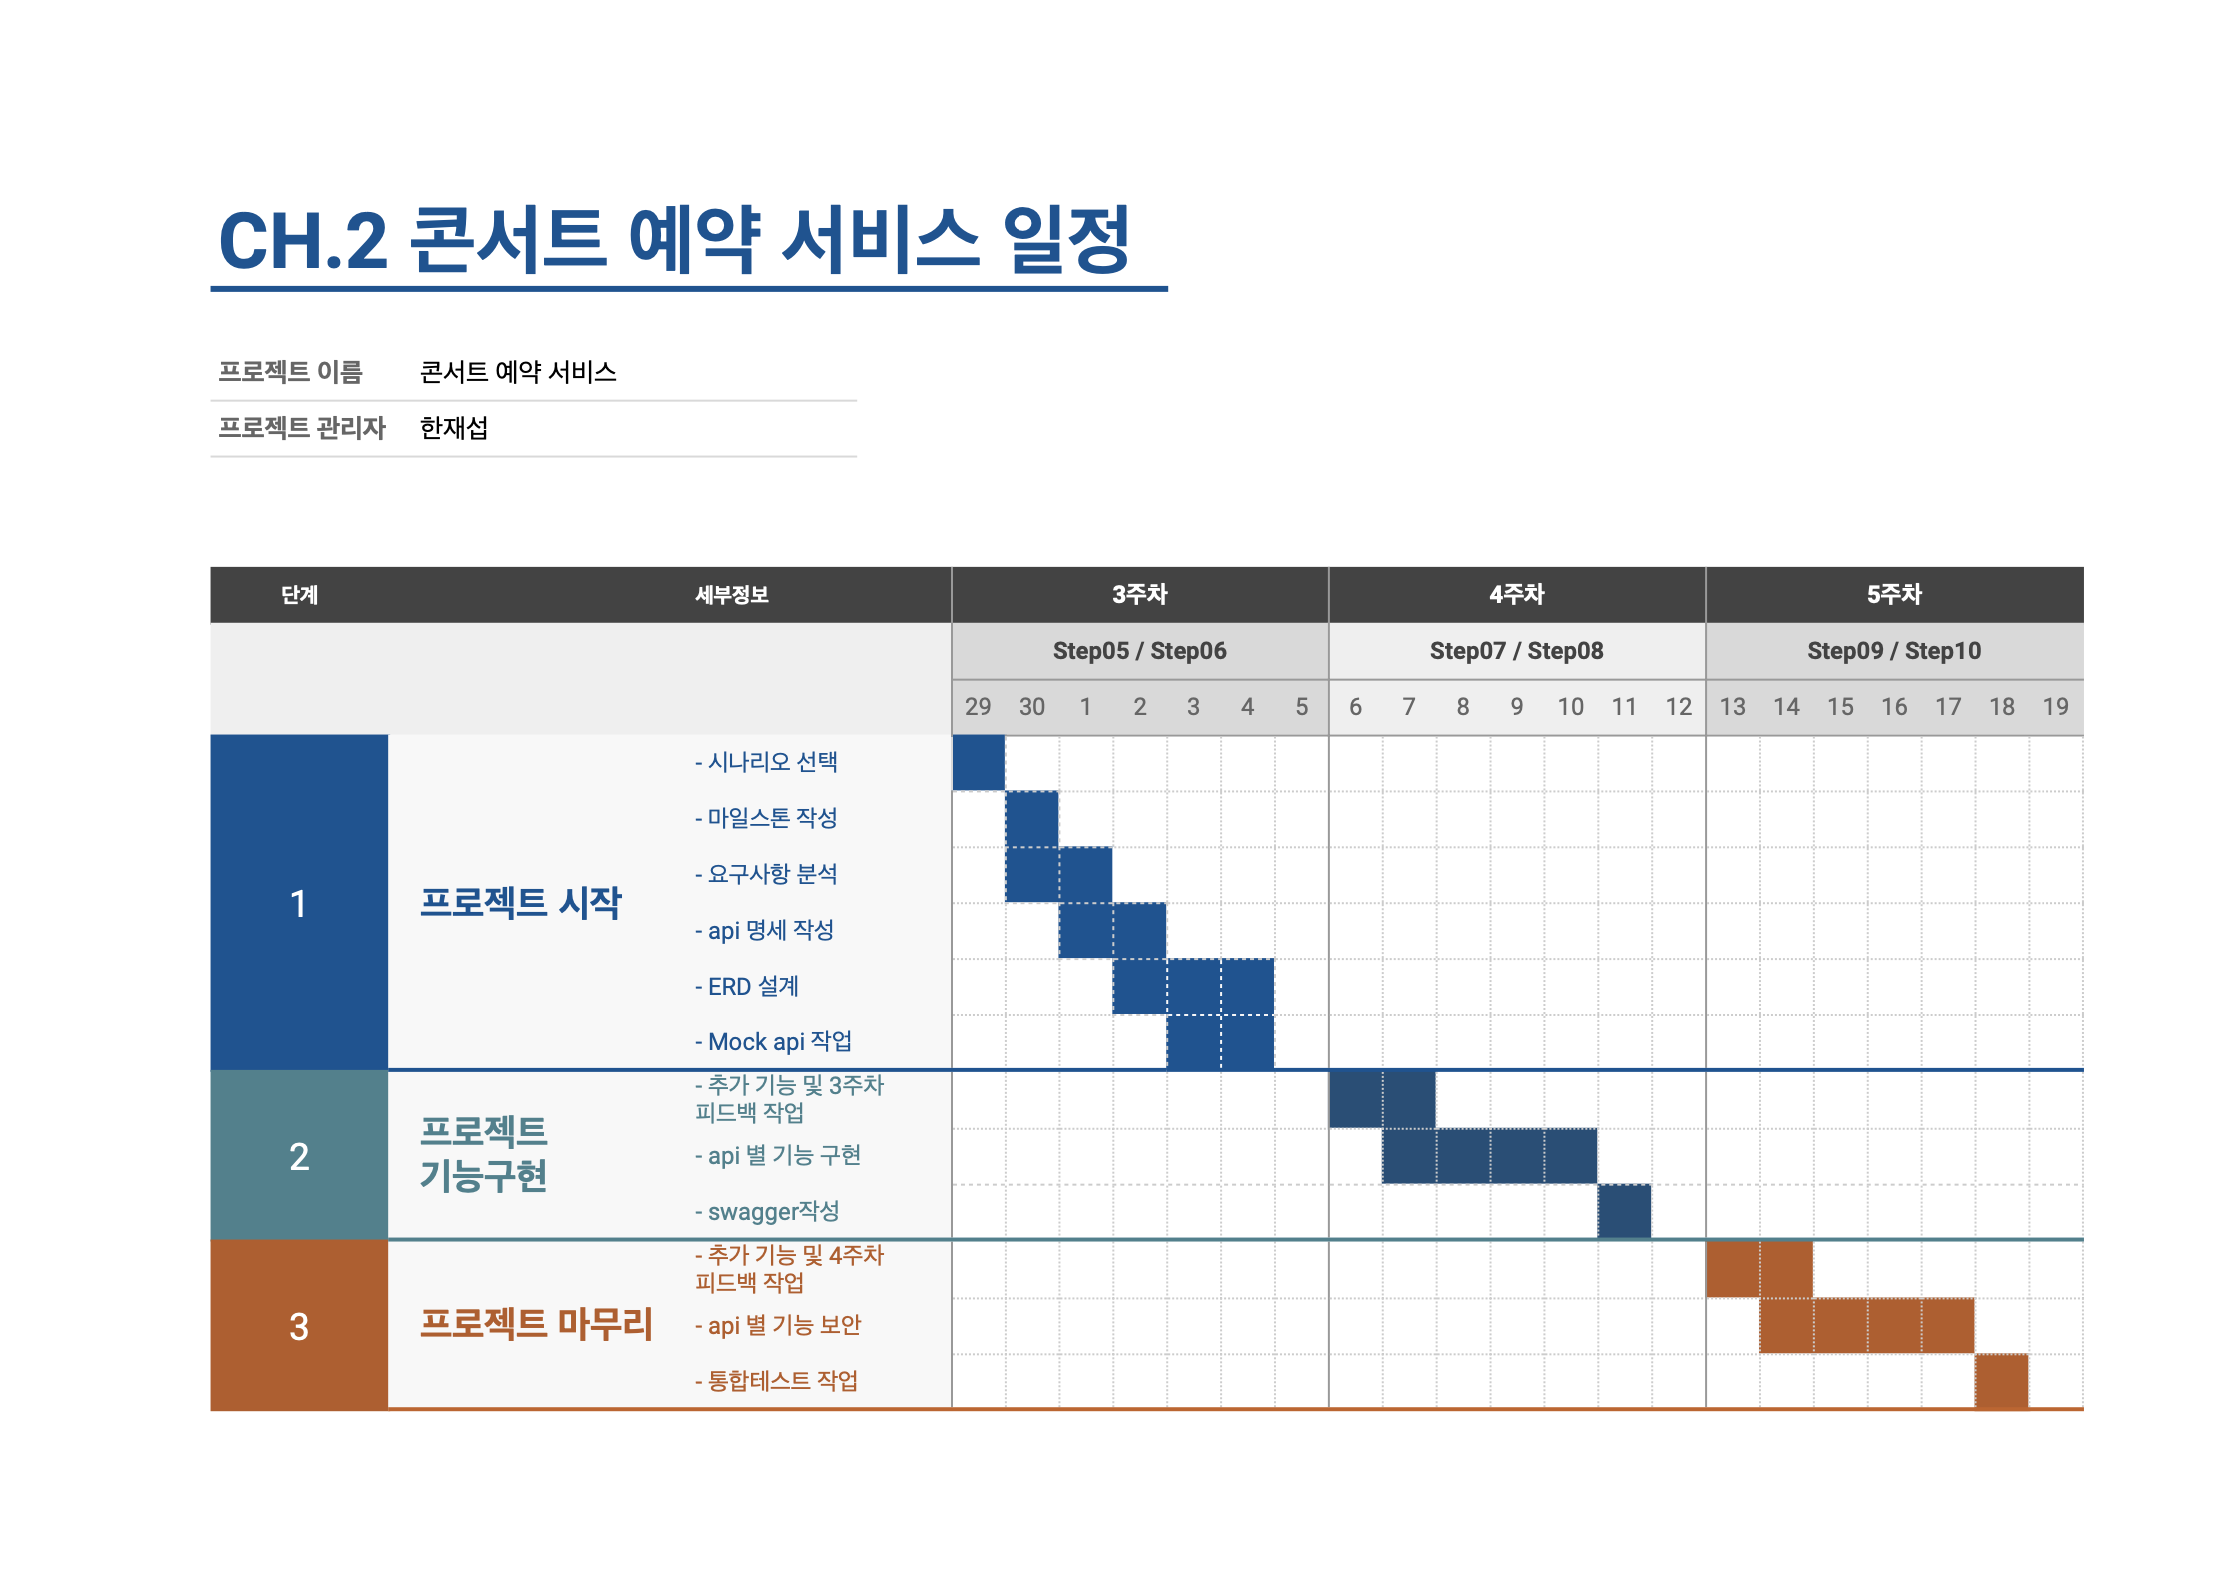 CH.2 콘서트 예약 서비스 일정
프로젝트 이름 콘서트 예약 서비스
프로젝트 관리자 한재섭
단계 세부정보 3주차 4주차 5주차
Step05 / Step06 Step07 / Step08 Step09 / Step10
29 30 1 2 3 4 5 6 7 8 9 10 11 12 13 14 15 16 17 18 19
1
프로젝트 시작
- 시나리오 선택
- 마일스톤 작성
- 요구사항 분석
- api 명세 작성
- ERD 설계
- Mock api 작업
2
프로젝트
기능구현
- 추가 기능 및 3주차
피드백 작업
- api 별 기능 구현
- swagger작성
3
프로젝트 마무리
- 추가 기능 및 4주차
피드백 작업
- api 별 기능 보안
- 통합테스트 작업